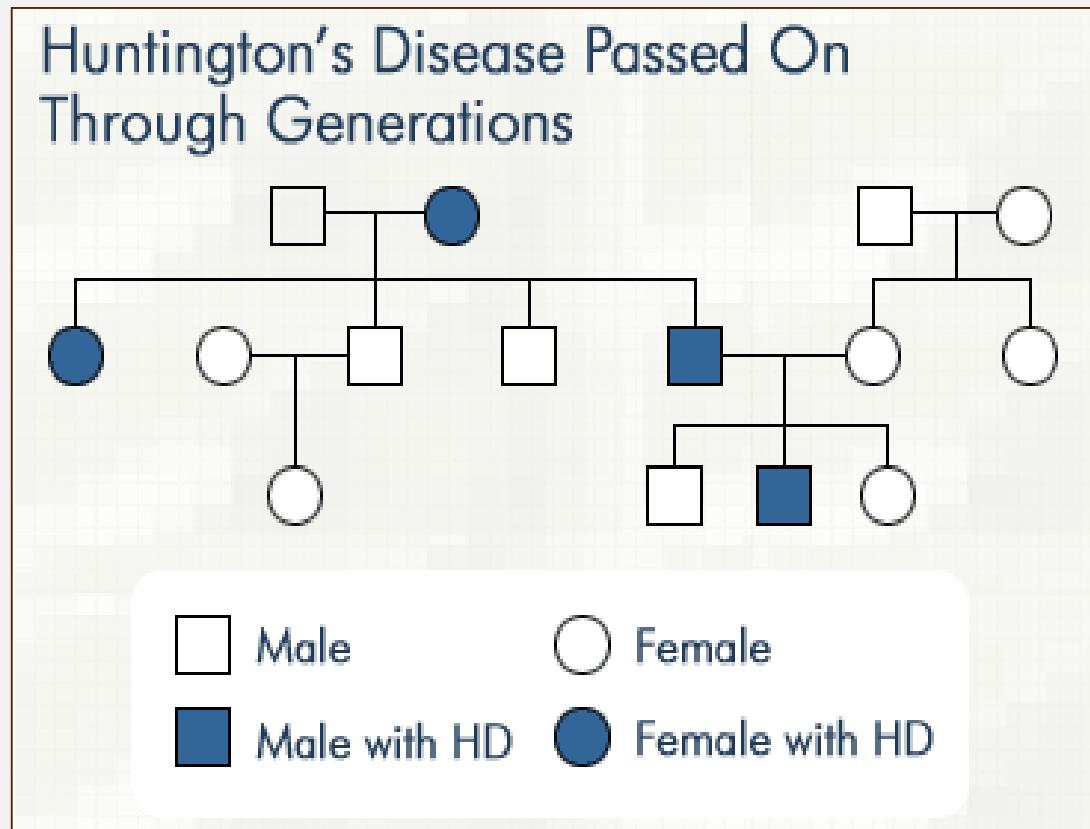 Huntington's Disease Passed On
Through Generations
Male
Female
Male with HD
Female with HD